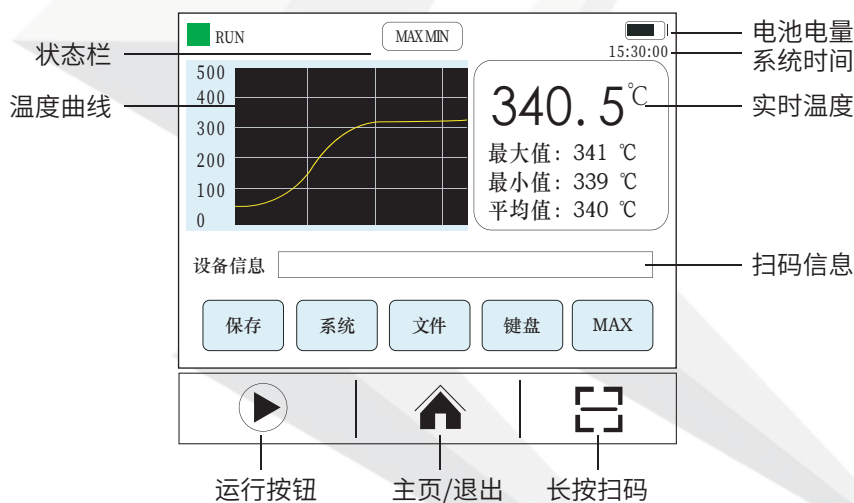 RUN
MAX MIN
电池电量
15:30:00
系统时间
状态栏
500
400
300
200
100
0
温度曲线
340.5℃
实时温度
最大值: 341 ℃
最小值: 339 ℃
平均值: 340 ℃
设备信息
扫码信息
保存
系统
文件
键盘
MAX
运行按钮
主页/退出
长按扫码